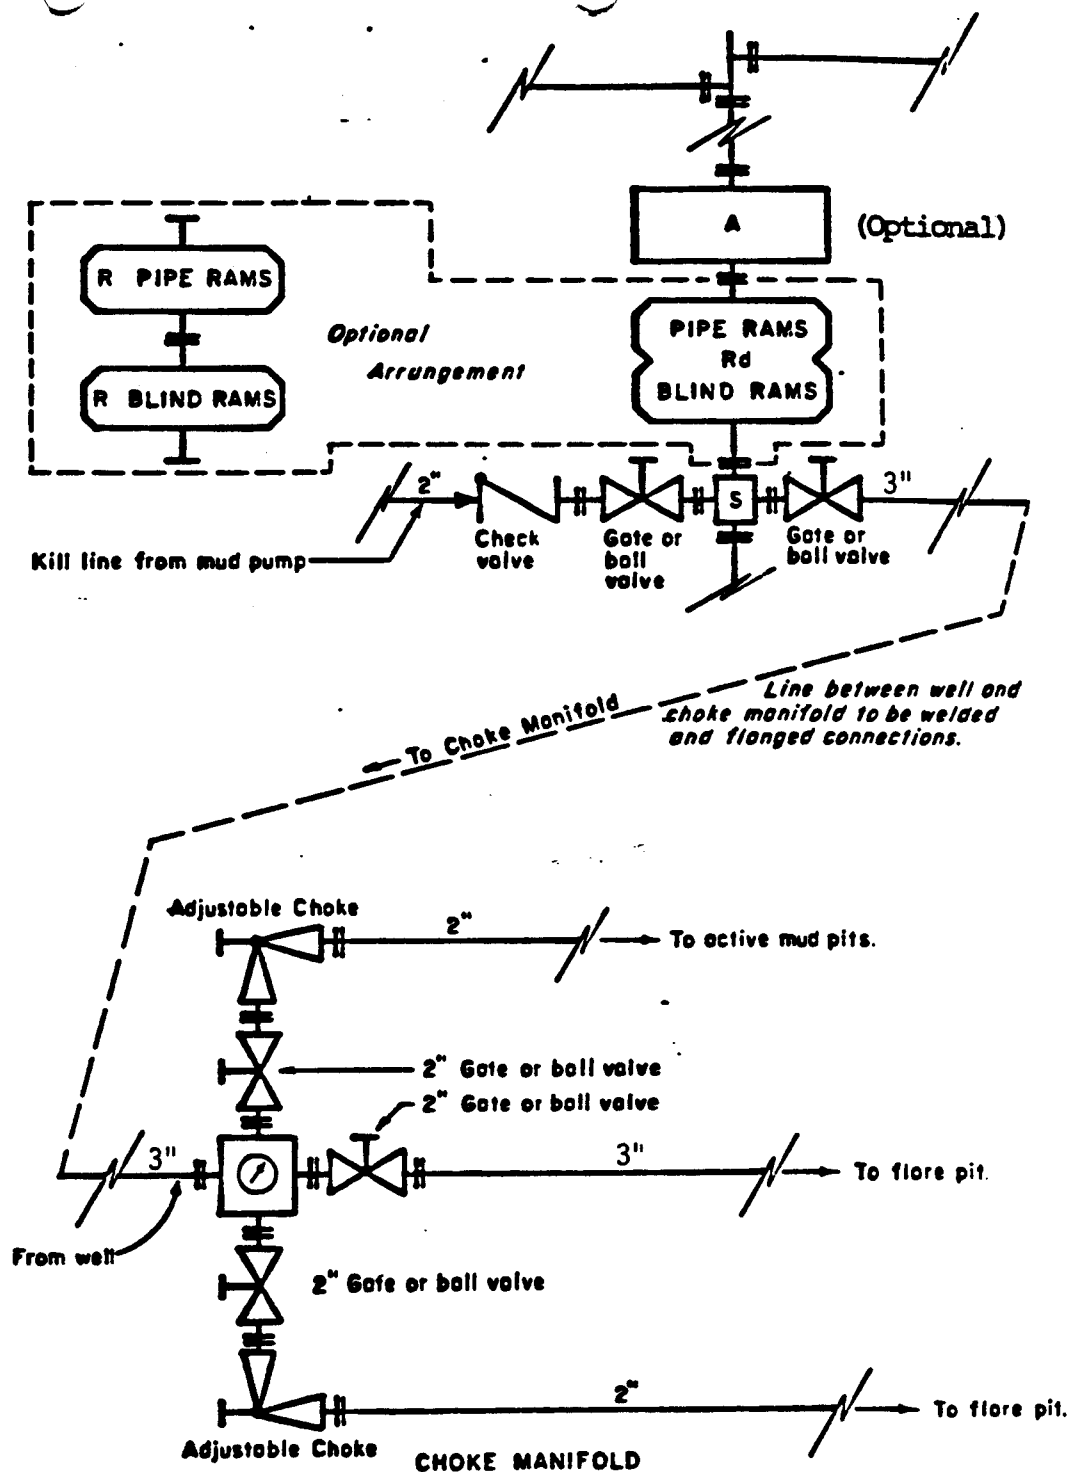 A
(Optional)
R PIPE RAMS
R BLIND RAMS
Optional
Arrangement
PIPE RAMS
Rd
BLIND RAMS
2"
S
3"
Check
valve
Gate or
ball
valve
Gate or
ball valve
Kill line from mud pump
Line between well and
choke manifold to be welded
and flanged connections.
To Choke Manifold
Adjustable Choke
2"
To active mud pits.
2" Gate or ball valve
2" Gate or ball valve
3"
3"
To flare pit.
From well
2" Gate or ball valve
2"
To flare pit.
Adjustable Choke
CHOKE MANIFOLD